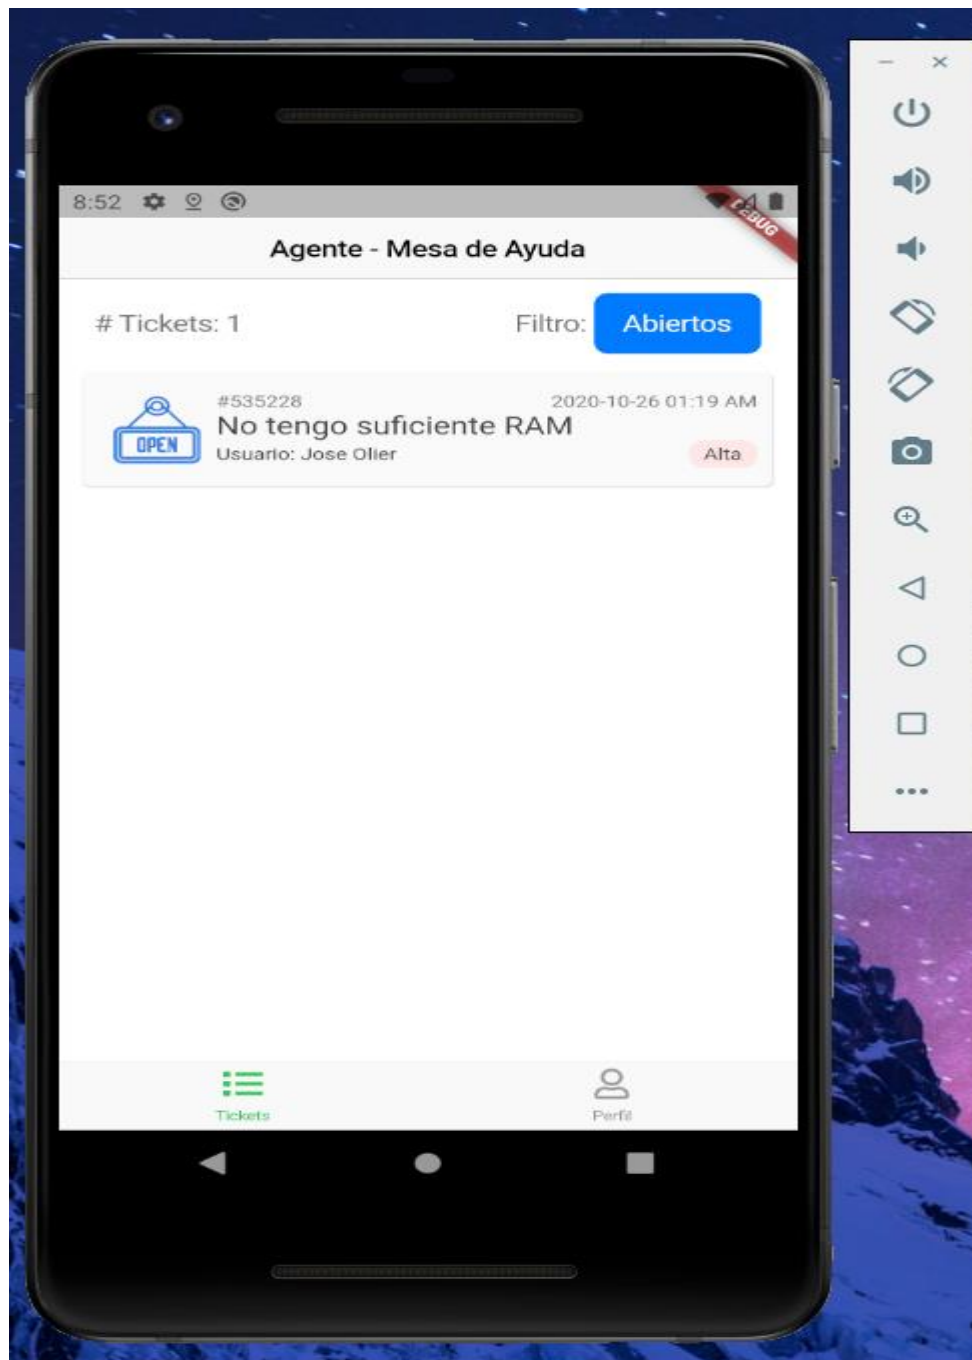 8:52
DEBUG
Agente - Mesa de Ayuda
# Tickets: 1 Filtro: Abiertos
#535228 2020-10-26 01:19 AM
No tengo suficiente RAM
OPEN
Usuario: Jose Olier Alta
Tickets Perfil